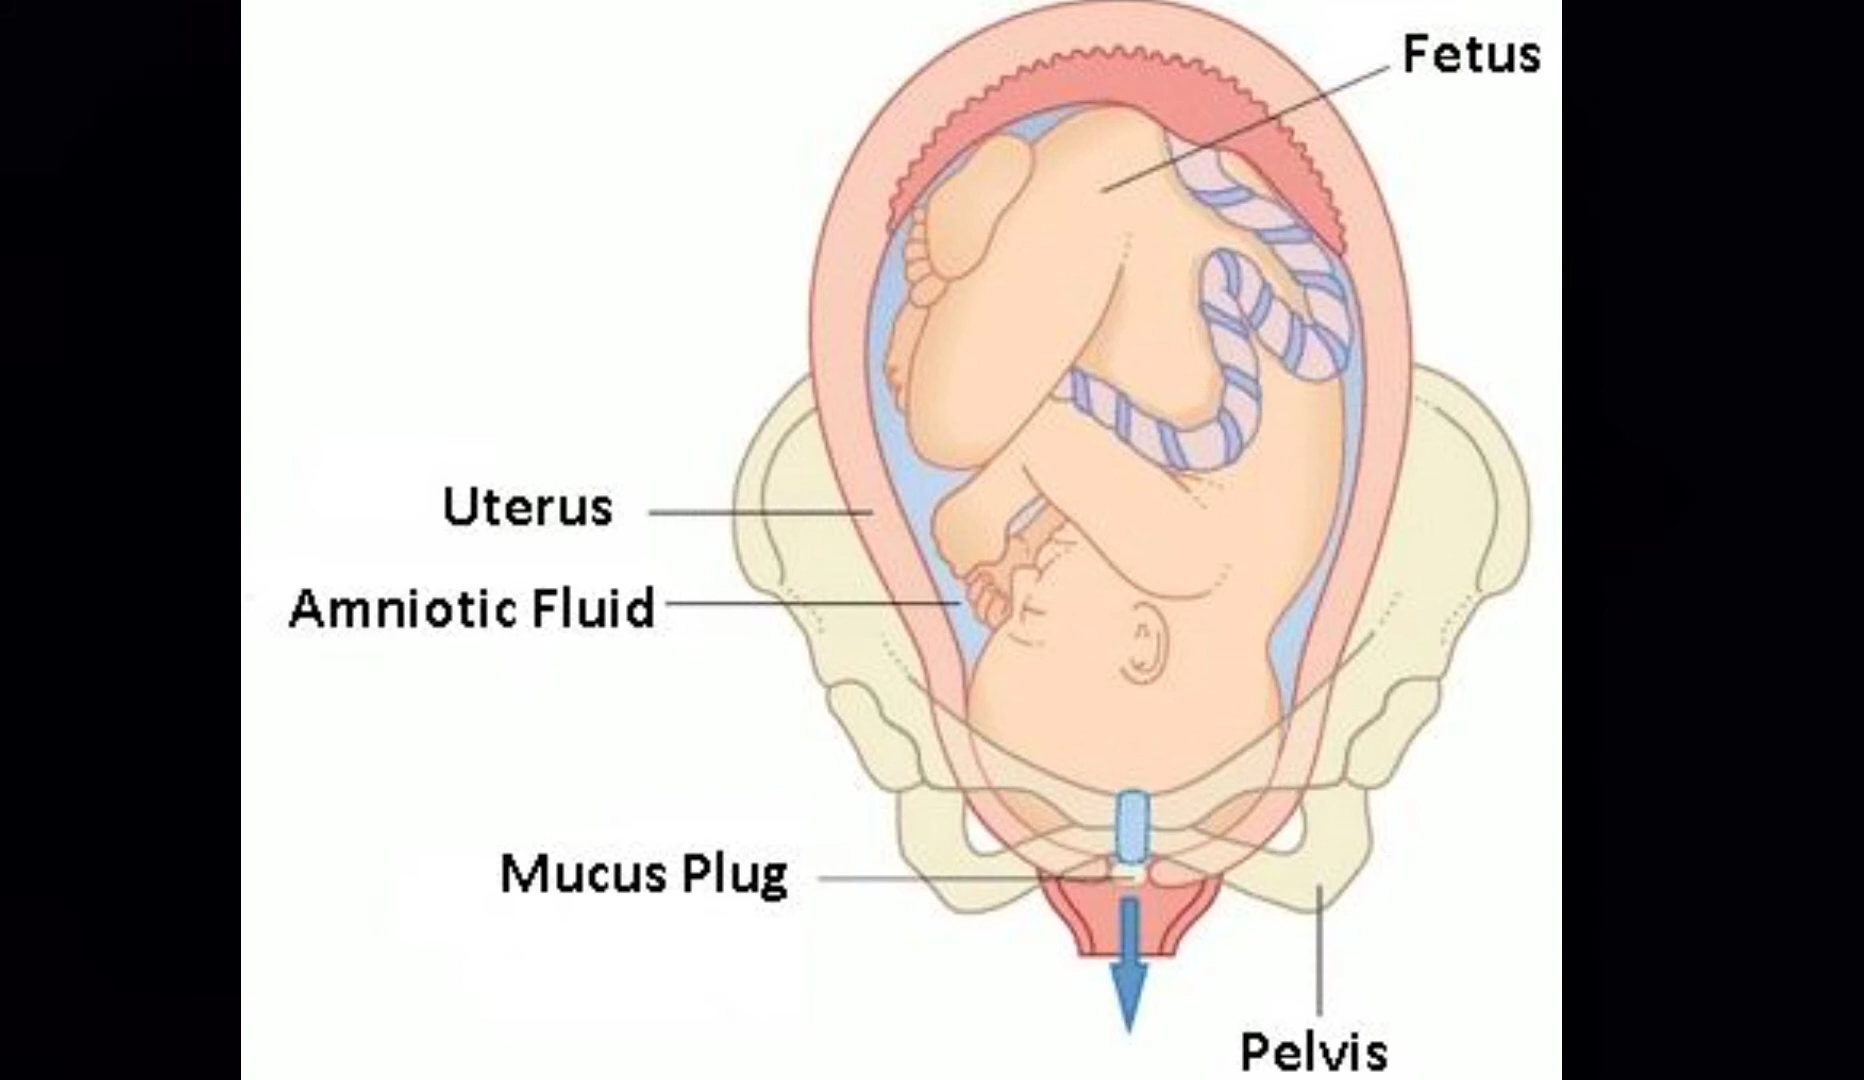 Fetus
Uterus
Amniotic Fluid
Mucus Plug
Pelvis